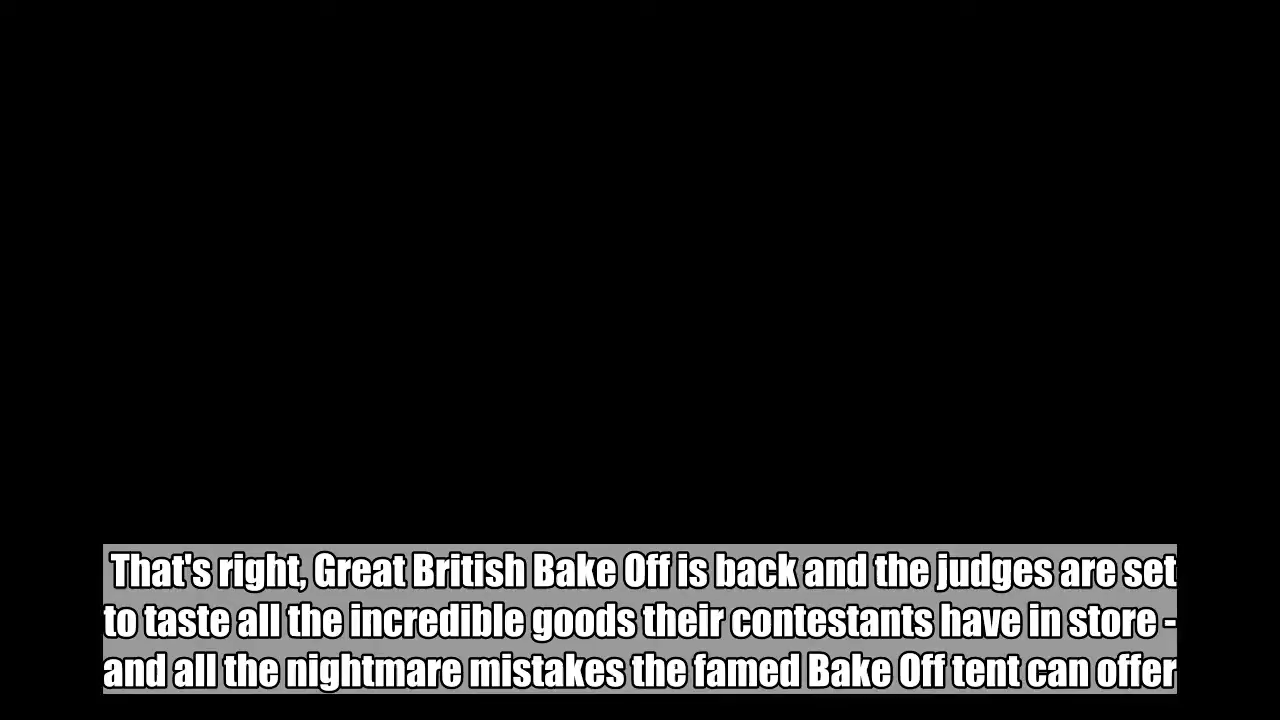 That's right, Great British Bake Off is back and the judges are set
to taste all the incredible goods their contestants have in store -
and all the nightmare mistakes the famed Bake Off tent can offer